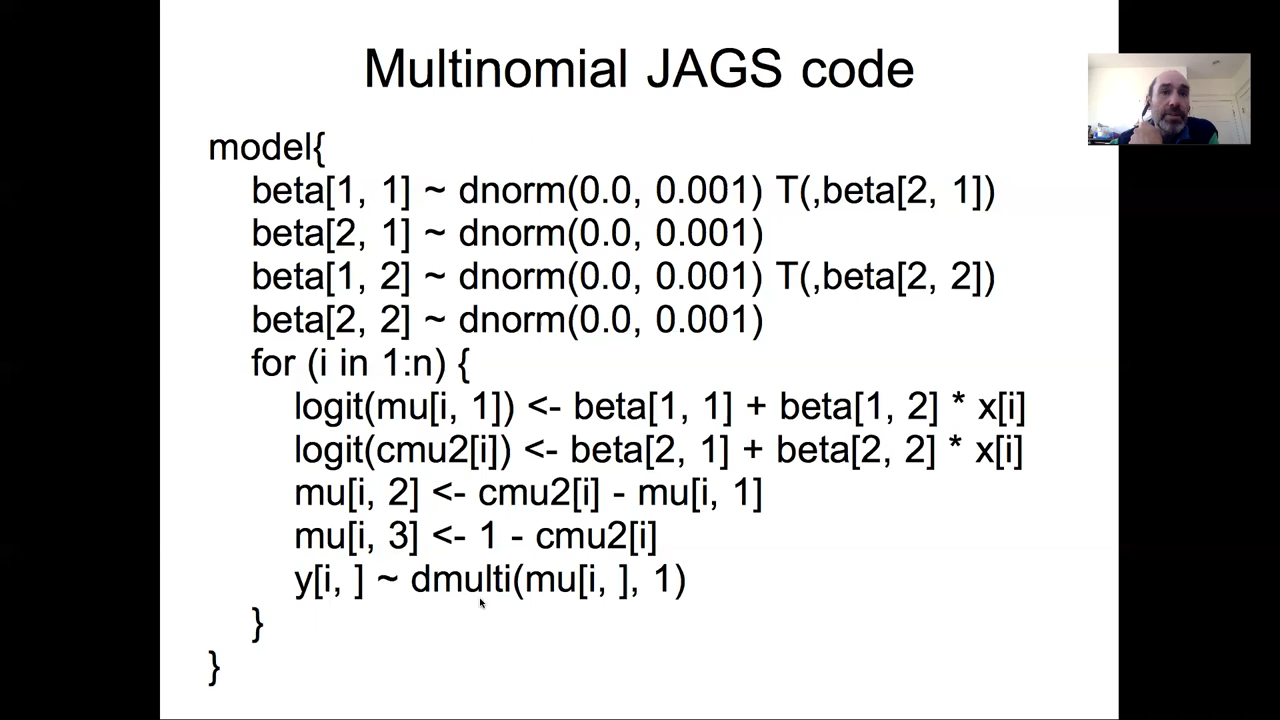 Multinomial JAGS code
model{
beta[1, 1] ~ dnorm(0.0, 0.001) T(,beta[2, 1])
beta[2, 1] ~ dnorm(0.0, 0.001)
beta[1, 2] ~ dnorm(0.0, 0.001) T(,beta[2, 2])
beta[2, 2] ~ dnorm(0.0, 0.001)
for (i in 1:n) {
logit(mu[i, 1]) <- beta[1, 1] + beta[1, 2] * x[i]
logit(cmu2[i]) <- beta[2, 1] + beta[2, 2] * x[i]
mu[i, 2] <- cmu2[i] - mu[i, 1]
mu[i, 3] <- 1 - cmu2[i]
y[i, ] ~ dmulti(mu[i, ], 1)
}
}